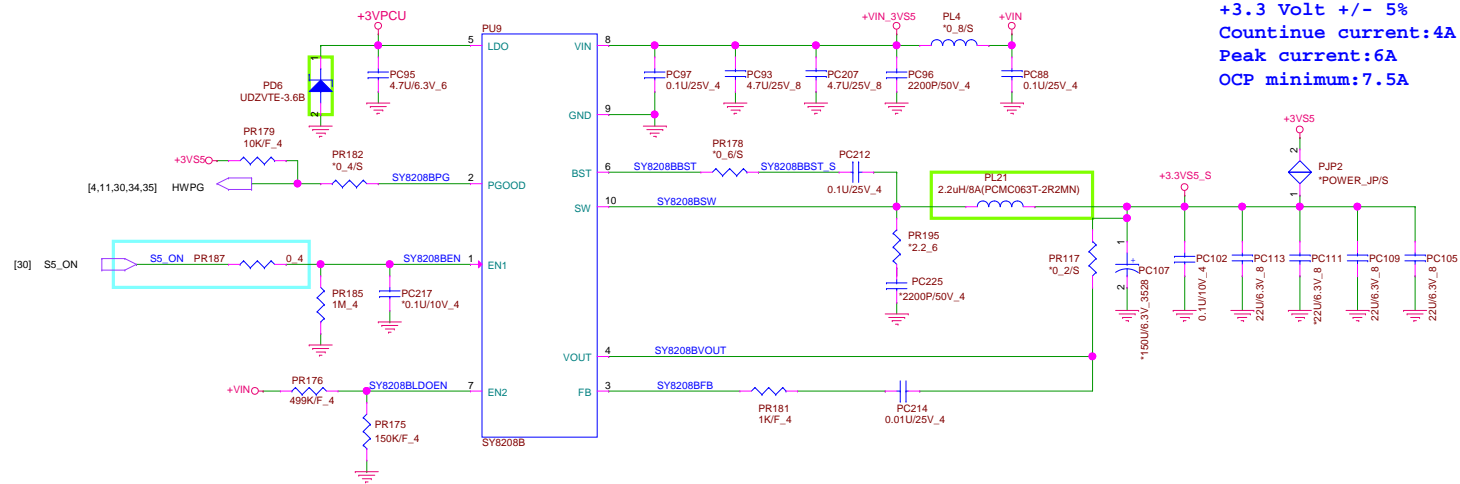 +3.3 Volt +/- 5%
Countinue current:4A
Peak current:6A
OCP minimum:7.5A
+3VPCU
PU9
+VIN_3VS5
PL4
*0_8/S
+VIN
5
LDO
VIN
8
1
PD6
UDZVTE-3.6B
2
PC95
4.7U/6.3V_6
PC97
0.1U/25V_4
PC93
4.7U/25V_8
PC207
4.7U/25V_8
PC96
2200P/50V_4
PC88
0.1U/25V_4
GND
9
+3VS5
2
PJP2
*POWER_JP/S
1
PR179
10K/F_4
+3VS5
PR182
*0_4/S
[4,11,30,34,35]
HWPG
SY8208BPG
2
PGOOD
BST
6
SY8208BBST
PR178
*0_6/S
SY8208BBST_S
PC212
0.1U/25V_4
PL21
2.2uH/8A(PCMC063T-2R2MN)
+3.3VS5_S
SW
10
SY8208BSW
PR195
*2.2_6
PC225
*2200P/50V_4
PR117
*0_2/S
1
+
PC107
2
*150U/6.3V_3528
PC102
0.1U/10V_4
PC113
22U/6.3V_8
PC111
*22U/6.3V_8
PC109
22U/6.3V_8
PC105
22U/6.3V_8
[30]
S5_ON
S5_ON
PR187
0_4
SY8208BEN
1
EN1
PR185
1M_4
PC217
*0.1U/10V_4
VOUT
4
SY8208BVOUT
+VIN
PR176
499K/F_4
SY8208BLDOEN
7
EN2
FB
3
SY8208BFB
PR181
1K/F_4
PC214
0.01U/25V_4
PR175
150K/F_4
SY8208B